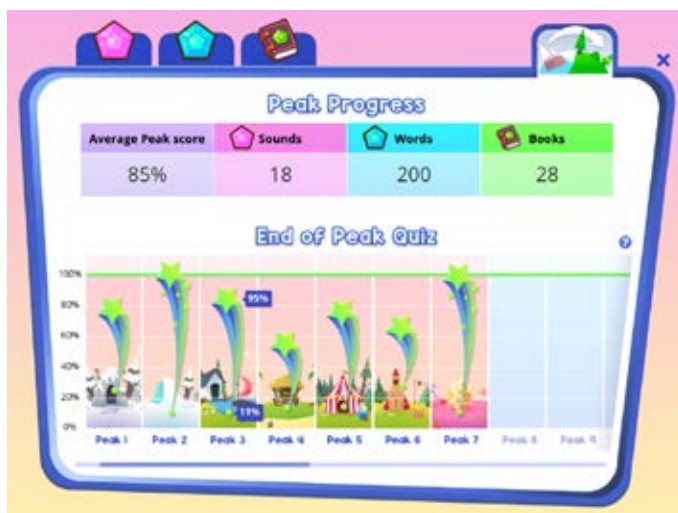 Peak Progress
Average Peak score Sounds Words Books
85% 18 200 28
End of Peak Quiz
?
100%
80%
60%
40%
20%
0%
95%
11%
Peak 1 Peak 2 Peak 3 Peak 4 Peak 5 Peak 6 Peak 7 Peak 8 Peak 9